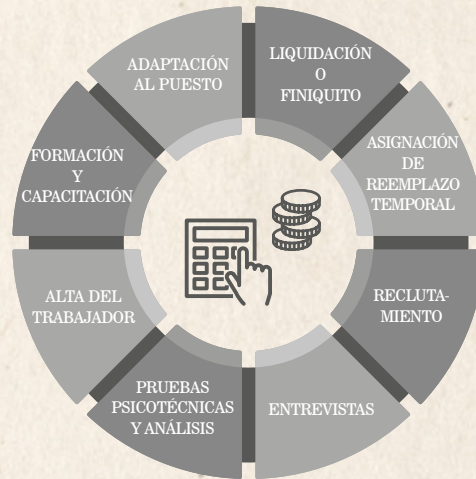 LIQUIDACIÓN
O
FINIQUITO
ASIGNACIÓN
DE
REEMPLAZO
TEMPORAL
RECLUTA-
MIENTO
ENTREVISTAS
PRUEBAS
PSICOTÉCNICAS
Y ANÁLISIS
ALTA DEL
TRABAJADOR
FORMACIÓN
Y
CAPACITACIÓN
ADAPTACIÓN
AL PUESTO